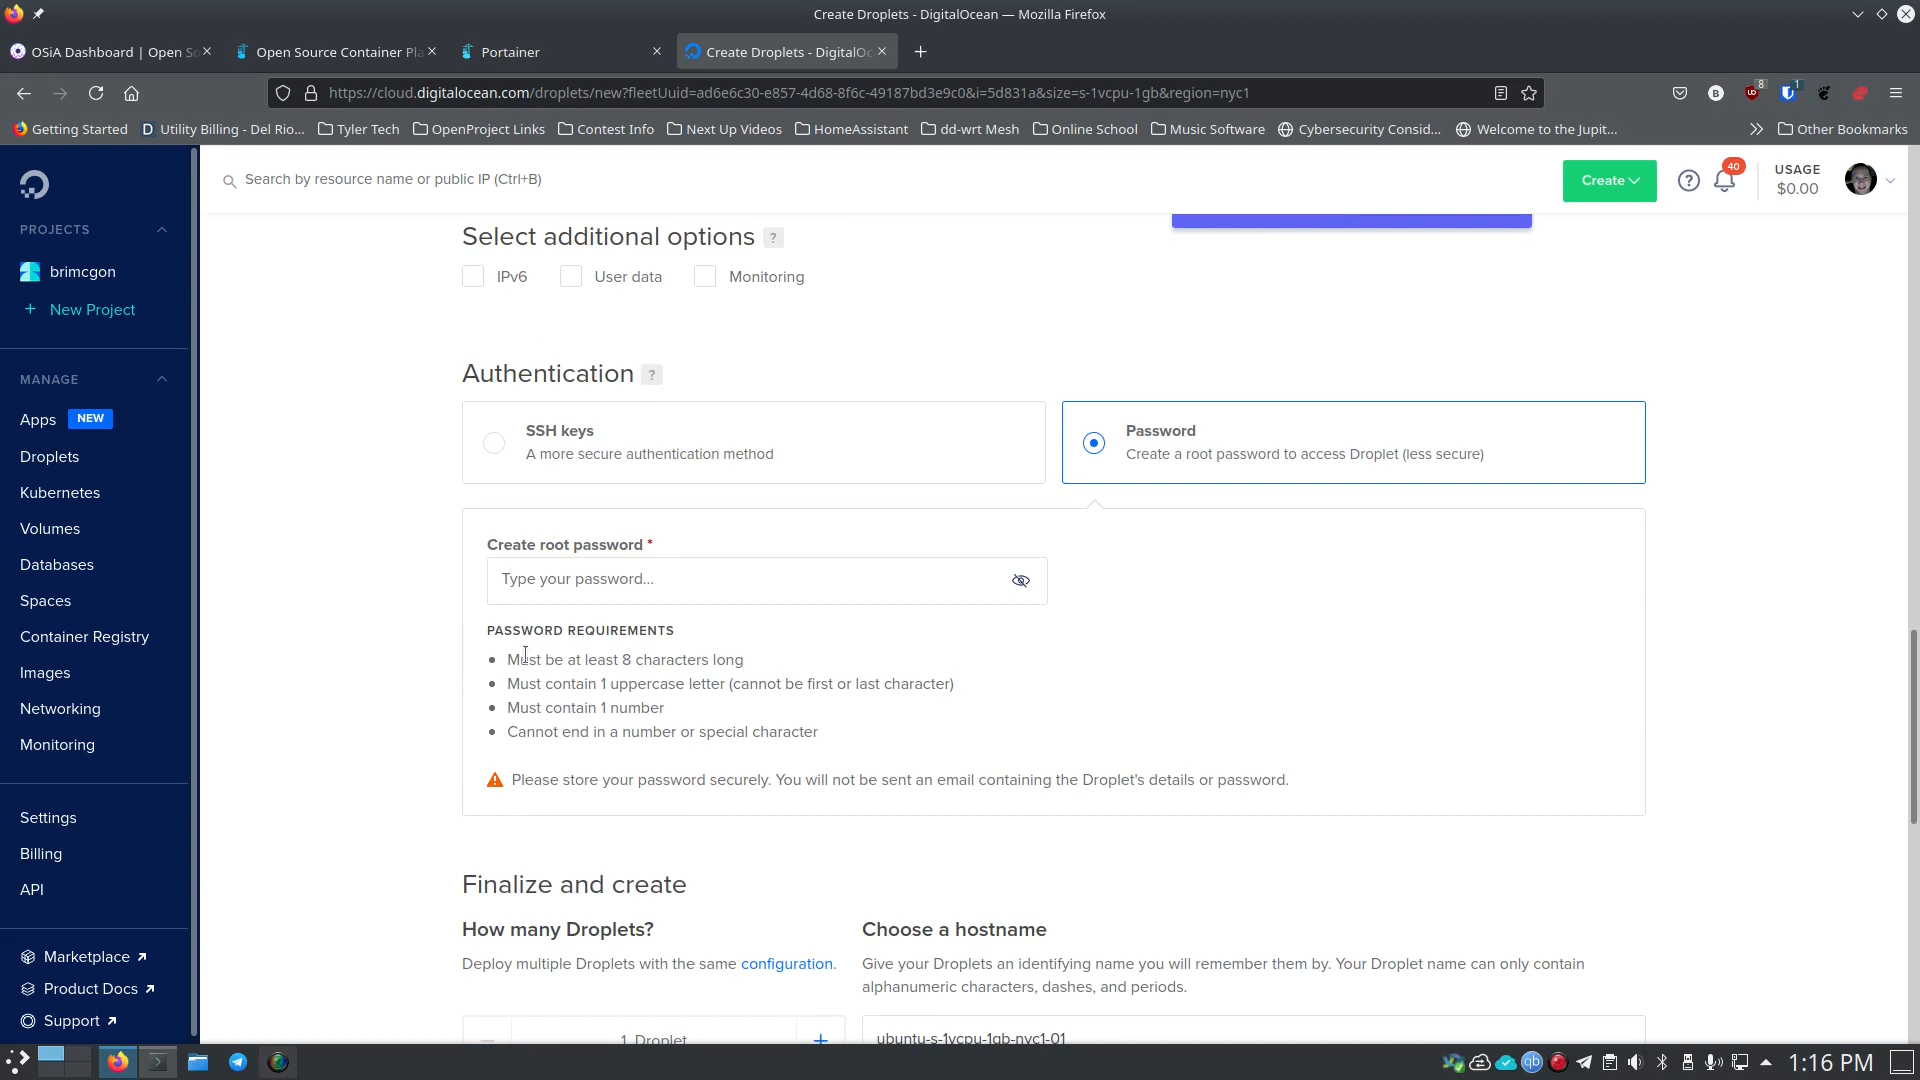 Create Droplets - DigitalOcean — Mozilla Firefox
OSiA Dashboard | Open So
Open Source Container Pla
Portainer
Create Droplets - DigitalOc
https://cloud.digitalocean.com/droplets/new?fleetUuid=ad6e6c30-e857-4d68-8f6c-49187bd3e9c0&i=5d831a&size=s-1vcpu-1gb&region=nyc1
B
8
1
Getting Started
D Utility Billing - Del Rio...
Tyler Tech
OpenProject Links
Contest Info
Next Up Videos
HomeAssistant
dd-wrt Mesh
Online School
Music Software
Cybersecurity Consid...
Welcome to the Jupit...
Other Bookmarks
Search by resource name or public IP (Ctrl+B)
Create
?
40
USAGE
$0.00
PROJECTS
brimcgon
+ New Project
MANAGE
Apps NEW
Droplets
Kubernetes
Volumes
Databases
Spaces
Container Registry
Images
Networking
Monitoring
Settings
Billing
API
Marketplace
Product Docs
Support
Select additional options ?
IPv6
User data
Monitoring
Authentication ?
SSH keys
A more secure authentication method
Password
Create a root password to access Droplet (less secure)
Create root password *
Type your password...
PASSWORD REQUIREMENTS
Must be at least 8 characters long
Must contain 1 uppercase letter (cannot be first or last character)
Must contain 1 number
Cannot end in a number or special character
Please store your password securely. You will not be sent an email containing the Droplet's details or password.
Finalize and create
How many Droplets?
Deploy multiple Droplets with the same configuration.
1 Droplet
Choose a hostname
Give your Droplets an identifying name you will remember them by. Your Droplet name can only contain
alphanumeric characters, dashes, and periods.
ubuntu-s-1vcpu-1gb-nyc1-01
qb
1:16 PM